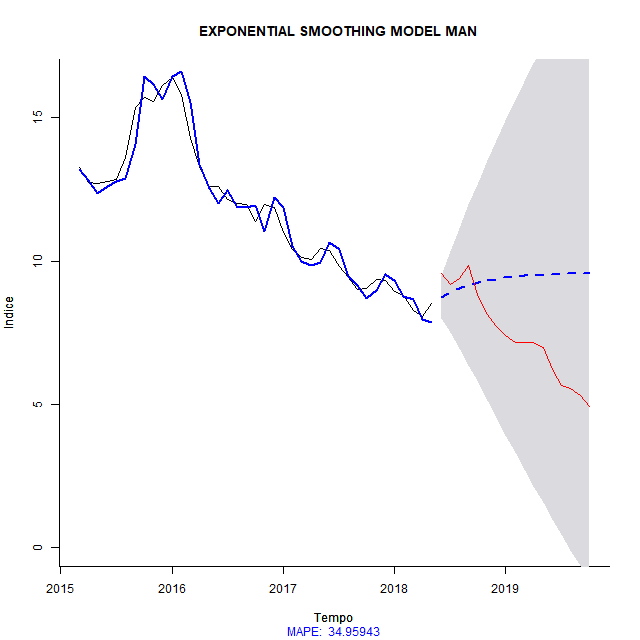 EXPONENTIAL SMOOTHING MODEL MAN
15
10
5
0
Indice
2015 2016 2017 2018 2019
Tempo
MAPE: 34.95943